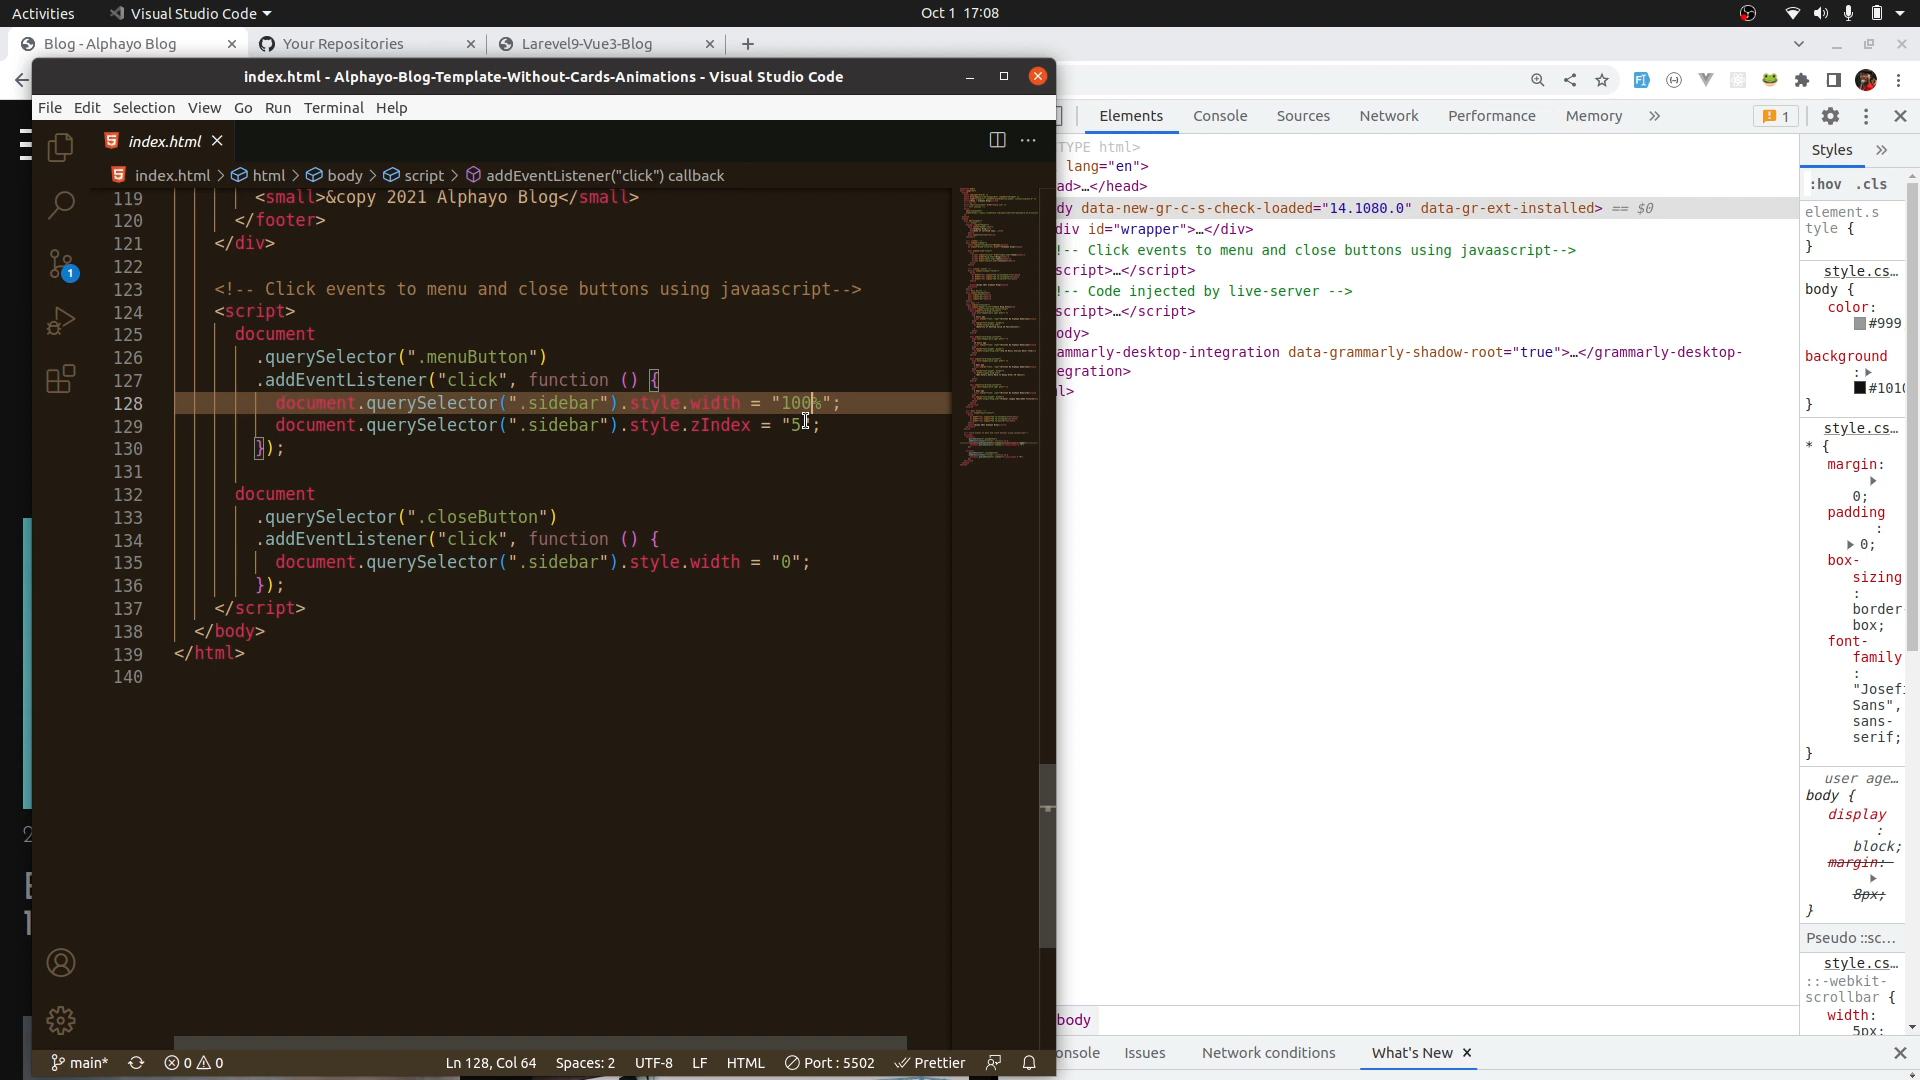 Activities
Visual Studio Code
Oct 1 17:08
Blog - Alphayo Blog
Your Repositories
Larevel9-Vue3-Blog
index.html - Alphayo-Blog-Template-Without-Cards-Animations - Visual Studio Code
File Edit Selection View Go Run Terminal Help
index.html
index.html > html > body > script > addEventListener("click") callback
119 <small>&copy 2021 Alphayo Blog</small>
120 </footer>
121 </div>
122
123 <!-- Click events to menu and close buttons using javaascript-->
124 <script>
125 document
126 .querySelector(".menuButton")
127 .addEventListener("click", function () {
128 document.querySelector(".sidebar").style.width = "100%";
129 document.querySelector(".sidebar").style.zIndex = "5";
130 });
131
132 document
133 .querySelector(".closeButton")
134 .addEventListener("click", function () {
135 document.querySelector(".sidebar").style.width = "0";
136 });
137 </script>
138 </body>
139 </html>
140
1
main*
0 0
Ln 128, Col 64
Spaces: 2
UTF-8
LF
HTML
Port : 5502
Prettier
Elements Console Sources Network Performance Memory
1
TYPE html>
lang="en">
ad>…</head>
dy data-new-gr-c-s-check-loaded="14.1080.0" data-gr-ext-installed> == $0
div id="wrapper">…</div>
!-- Click events to menu and close buttons using javaascript-->
script>…</script>
!-- Code injected by live-server -->
script>…</script>
ody>
ammarly-desktop-integration data-grammarly-shadow-root="true">…</grammarly-desktop-
egration>
l>
body
onsole
Issues
Network conditions
What's New
Styles
:hov .cls
element.s
tyle {
}
style.cs…
body {
color:
#999
background
:
#101
}
style.cs…
* {
margin:
0;
padding
:
0;
box-
sizing
:
border-
box;
font-
family
:
"Josefi
Sans",
sans-
serif;
}
user age…
body {
display
:
block;
margin:
8px;
}
Pseudo ::sc…
style.cs…
::-webkit-
scrollbar {
width:
5px;